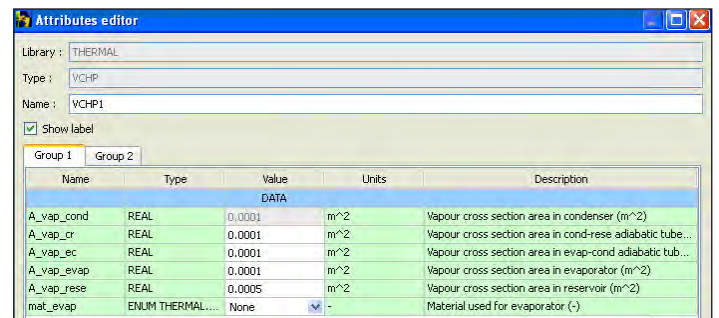 Attributes editor
Library : THERMAL
Type : VCHP
Name : VCHP1
Show label
Group 1 Group 2
Name Type Value Units Description
DATA
A_vap_cond REAL 0.0001 m^2 Vapour cross section area in condenser (m^2)
A_vap_cr REAL 0.0001 m^2 Vapour cross section area in cond-rese adiabatic tube...
A_vap_ec REAL 0.0001 m^2 Vapour cross section area in evap-cond adiabatic tub...
A_vap_evap REAL 0.0001 m^2 Vapour cross section area in evaporator (m^2)
A_vap_rese REAL 0.0005 m^2 Vapour cross section area in reservoir (m^2)
mat_evap ENUM THERMAL.... None - Material used for evaporator (-)